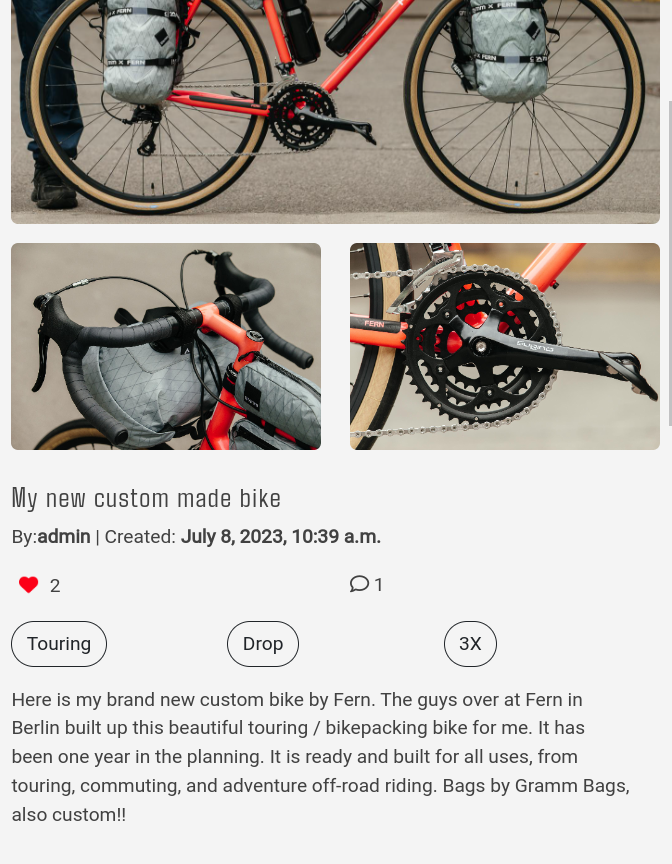 FERN
My new custom made bike
By:admin | Created: July 8, 2023, 10:39 a.m.
2
1
Touring
Drop
3X
Here is my brand new custom bike by Fern. The guys over at Fern in
Berlin built up this beautiful touring / bikepacking bike for me. It has
been one year in the planning. It is ready and built for all uses, from
touring, commuting, and adventure off-road riding. Bags by Gramm Bags,
also custom!!